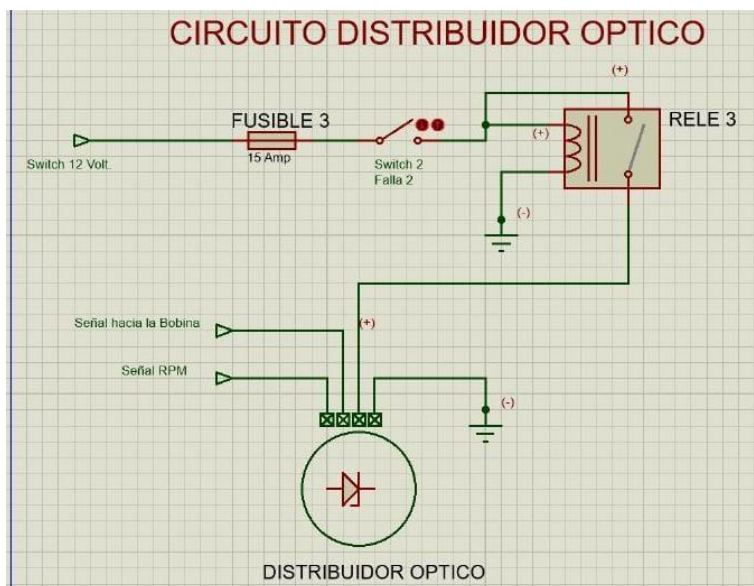 CIRCUITO DISTRIBUIDOR OPTICO
(+)
FUSIBLE 3
RELE 3
(+)
15 Amp
Switch 12 Volt.
Switch 2
Falla 2
(-)
Señal hacia la Bobina
(+)
Señal RPM
(-)
DISTRIBUIDOR OPTICO